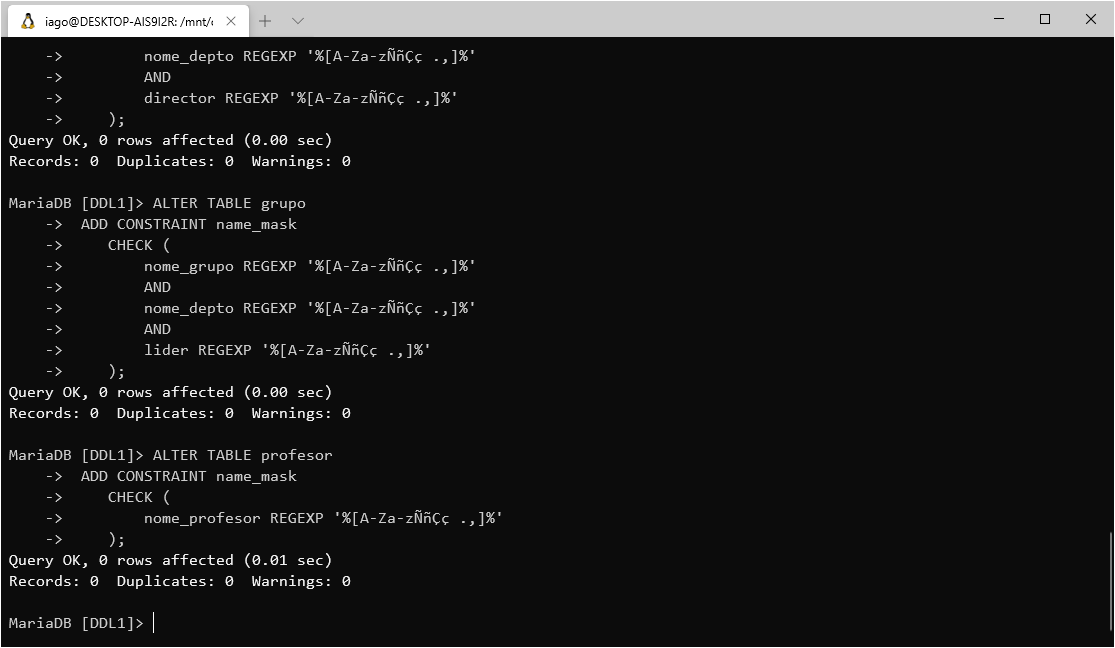 iago@DESKTOP-AIS9I2R: /mnt/c
->         nome_depto REGEXP '%[A-Za-zÑñÇç .,]%'
->         AND
->         director REGEXP '%[A-Za-zÑñÇç .,]%'
->     );
Query OK, 0 rows affected (0.00 sec)
Records: 0  Duplicates: 0  Warnings: 0
MariaDB [DDL1]> ALTER TABLE grupo
->  ADD CONSTRAINT name_mask
->     CHECK (
->         nome_grupo REGEXP '%[A-Za-zÑñÇç .,]%'
->         AND
->         nome_depto REGEXP '%[A-Za-zÑñÇç .,]%'
->         AND
->         lider REGEXP '%[A-Za-zÑñÇç .,]%'
->     );
Query OK, 0 rows affected (0.00 sec)
Records: 0  Duplicates: 0  Warnings: 0
MariaDB [DDL1]> ALTER TABLE profesor
->  ADD CONSTRAINT name_mask
->     CHECK (
->         nome_profesor REGEXP '%[A-Za-zÑñÇç .,]%'
->     );
Query OK, 0 rows affected (0.01 sec)
Records: 0  Duplicates: 0  Warnings: 0
MariaDB [DDL1]>